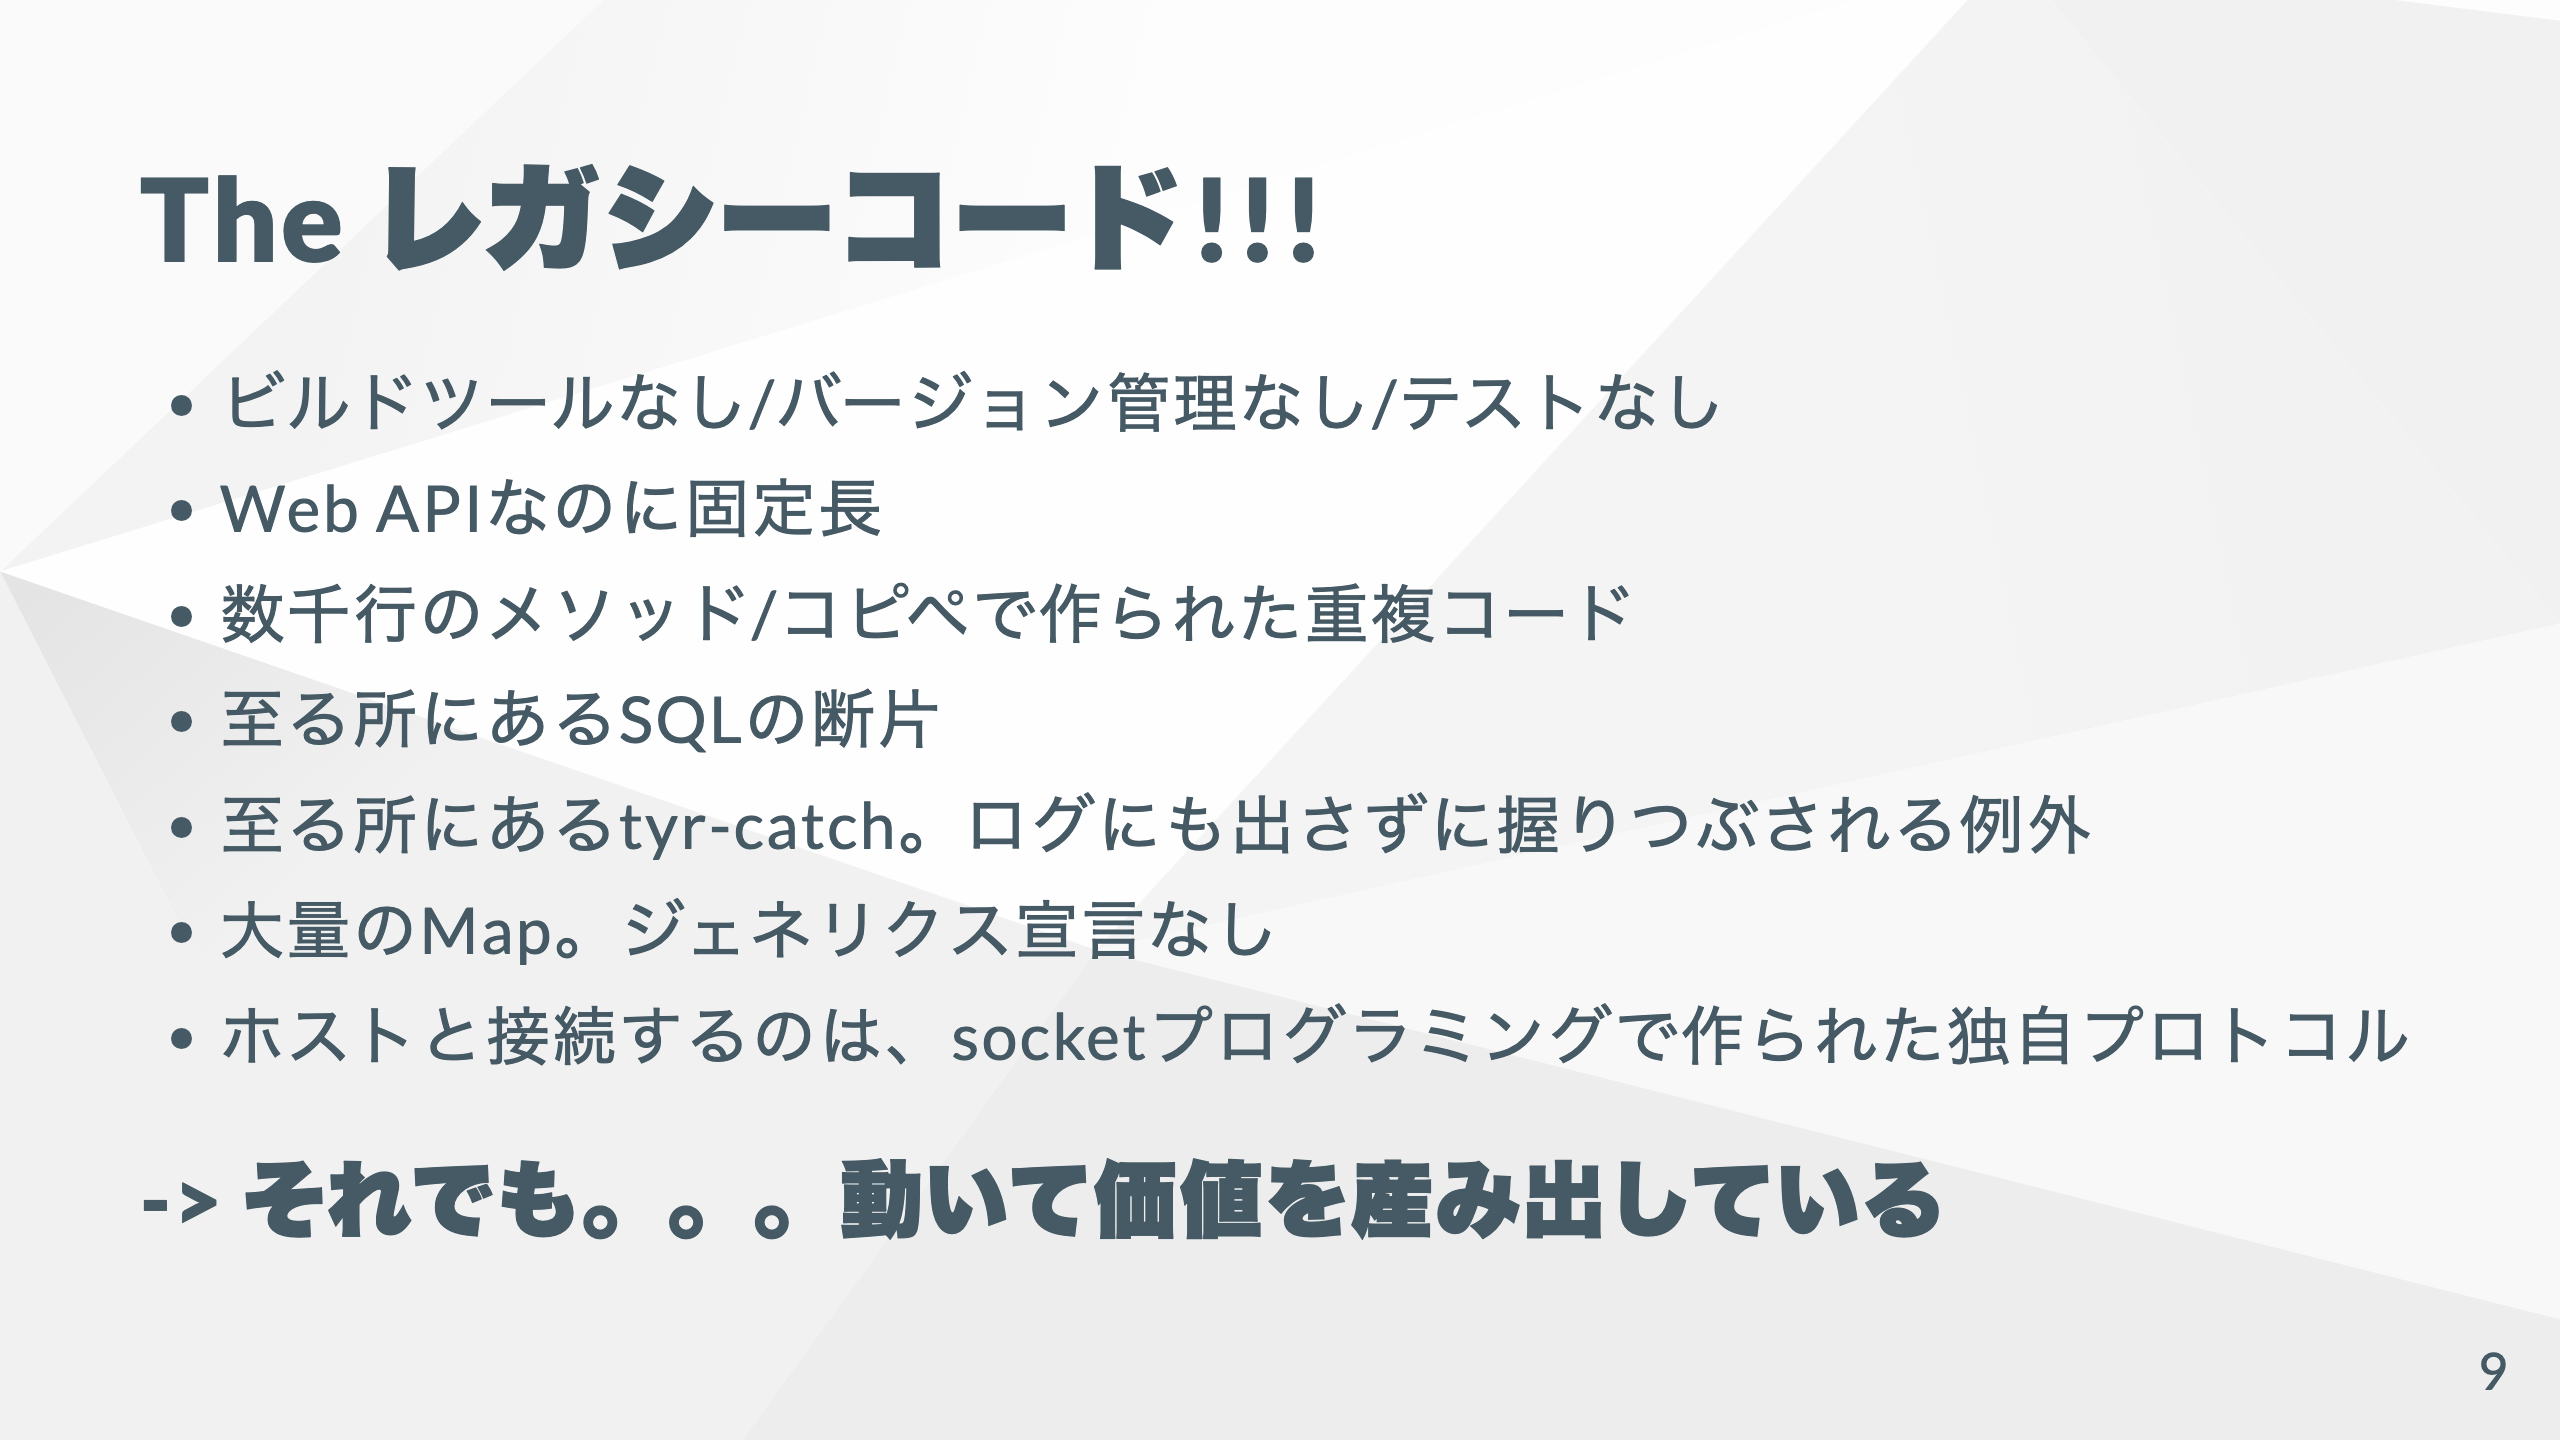 The レガシーコード!!!
• ビルドツールなし/バージョン管理なし/テストなし
• Web APIなのに固定長
• 数千行のメソッド/コピペで作られた重複コード
• 至る所にあるSQLの断片
• 至る所にあるtyr-catch。ログにも出さずに握りつぶされる例外
• 大量のMap。ジェネリクス宣言なし
• ホストと接続するのは、socketプログラミングで作られた独自プロトコル
-> それでも。。。動いて価値を産み出している
9